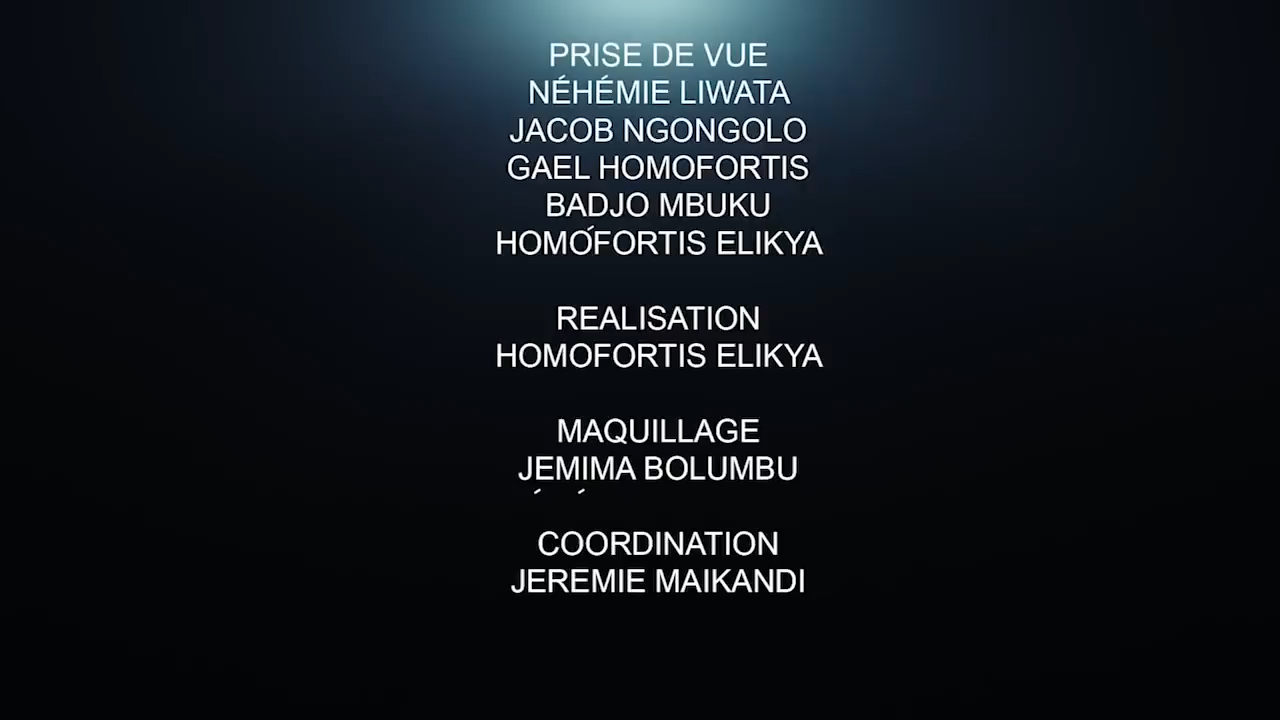 PRISE DE VUE
NÉHÉMIE LIWATA
JACOB NGONGOLO
GAEL HOMOFORTIS
BADJO MBUKU
HOMOFORTIS ELIKYA
REALISATION
HOMOFORTIS ELIKYA
MAQUILLAGE
JEMIMA BOLUMBU
COORDINATION
JEREMIE MAIKANDI